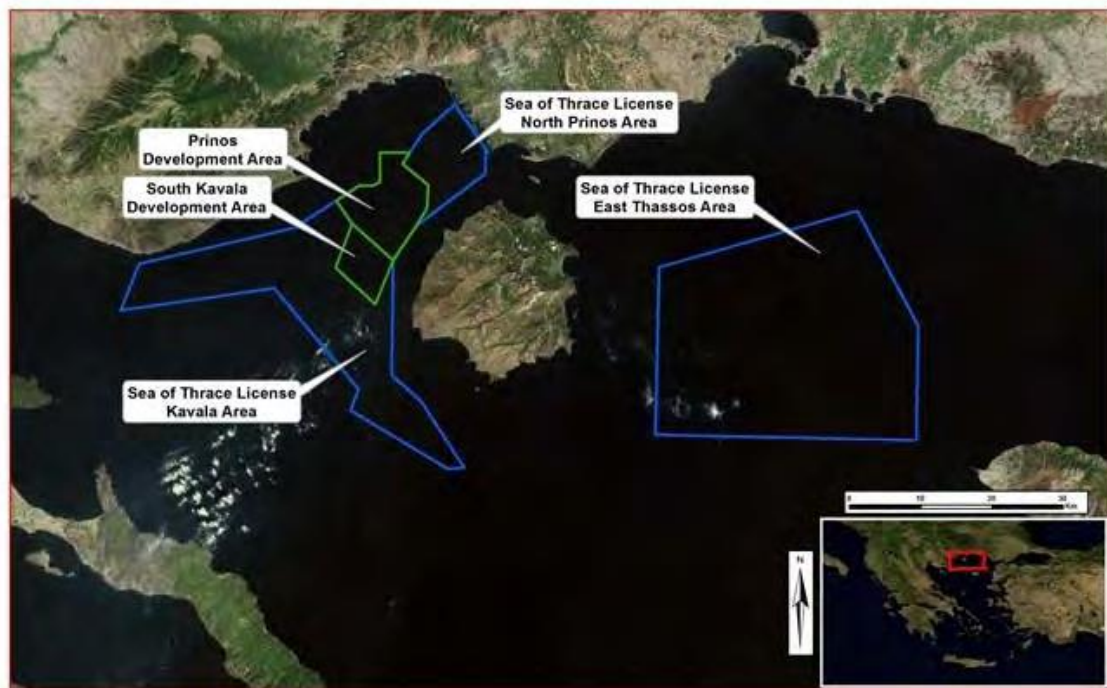 Sea of Thrace License
North Prinos Area
Prinos
Development Area
South Kavala
Development Area
Sea of Thrace License
East Thassos Area
Sea of Thrace License
Kavala Area
0 10 20 30
Km
N